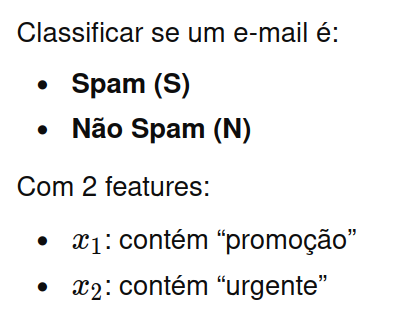 Classificar se um e-mail é:
• Spam (S)
• Não Spam (N)
Com 2 features:
• x₁: contém “promoção”
• x₂: contém “urgente”